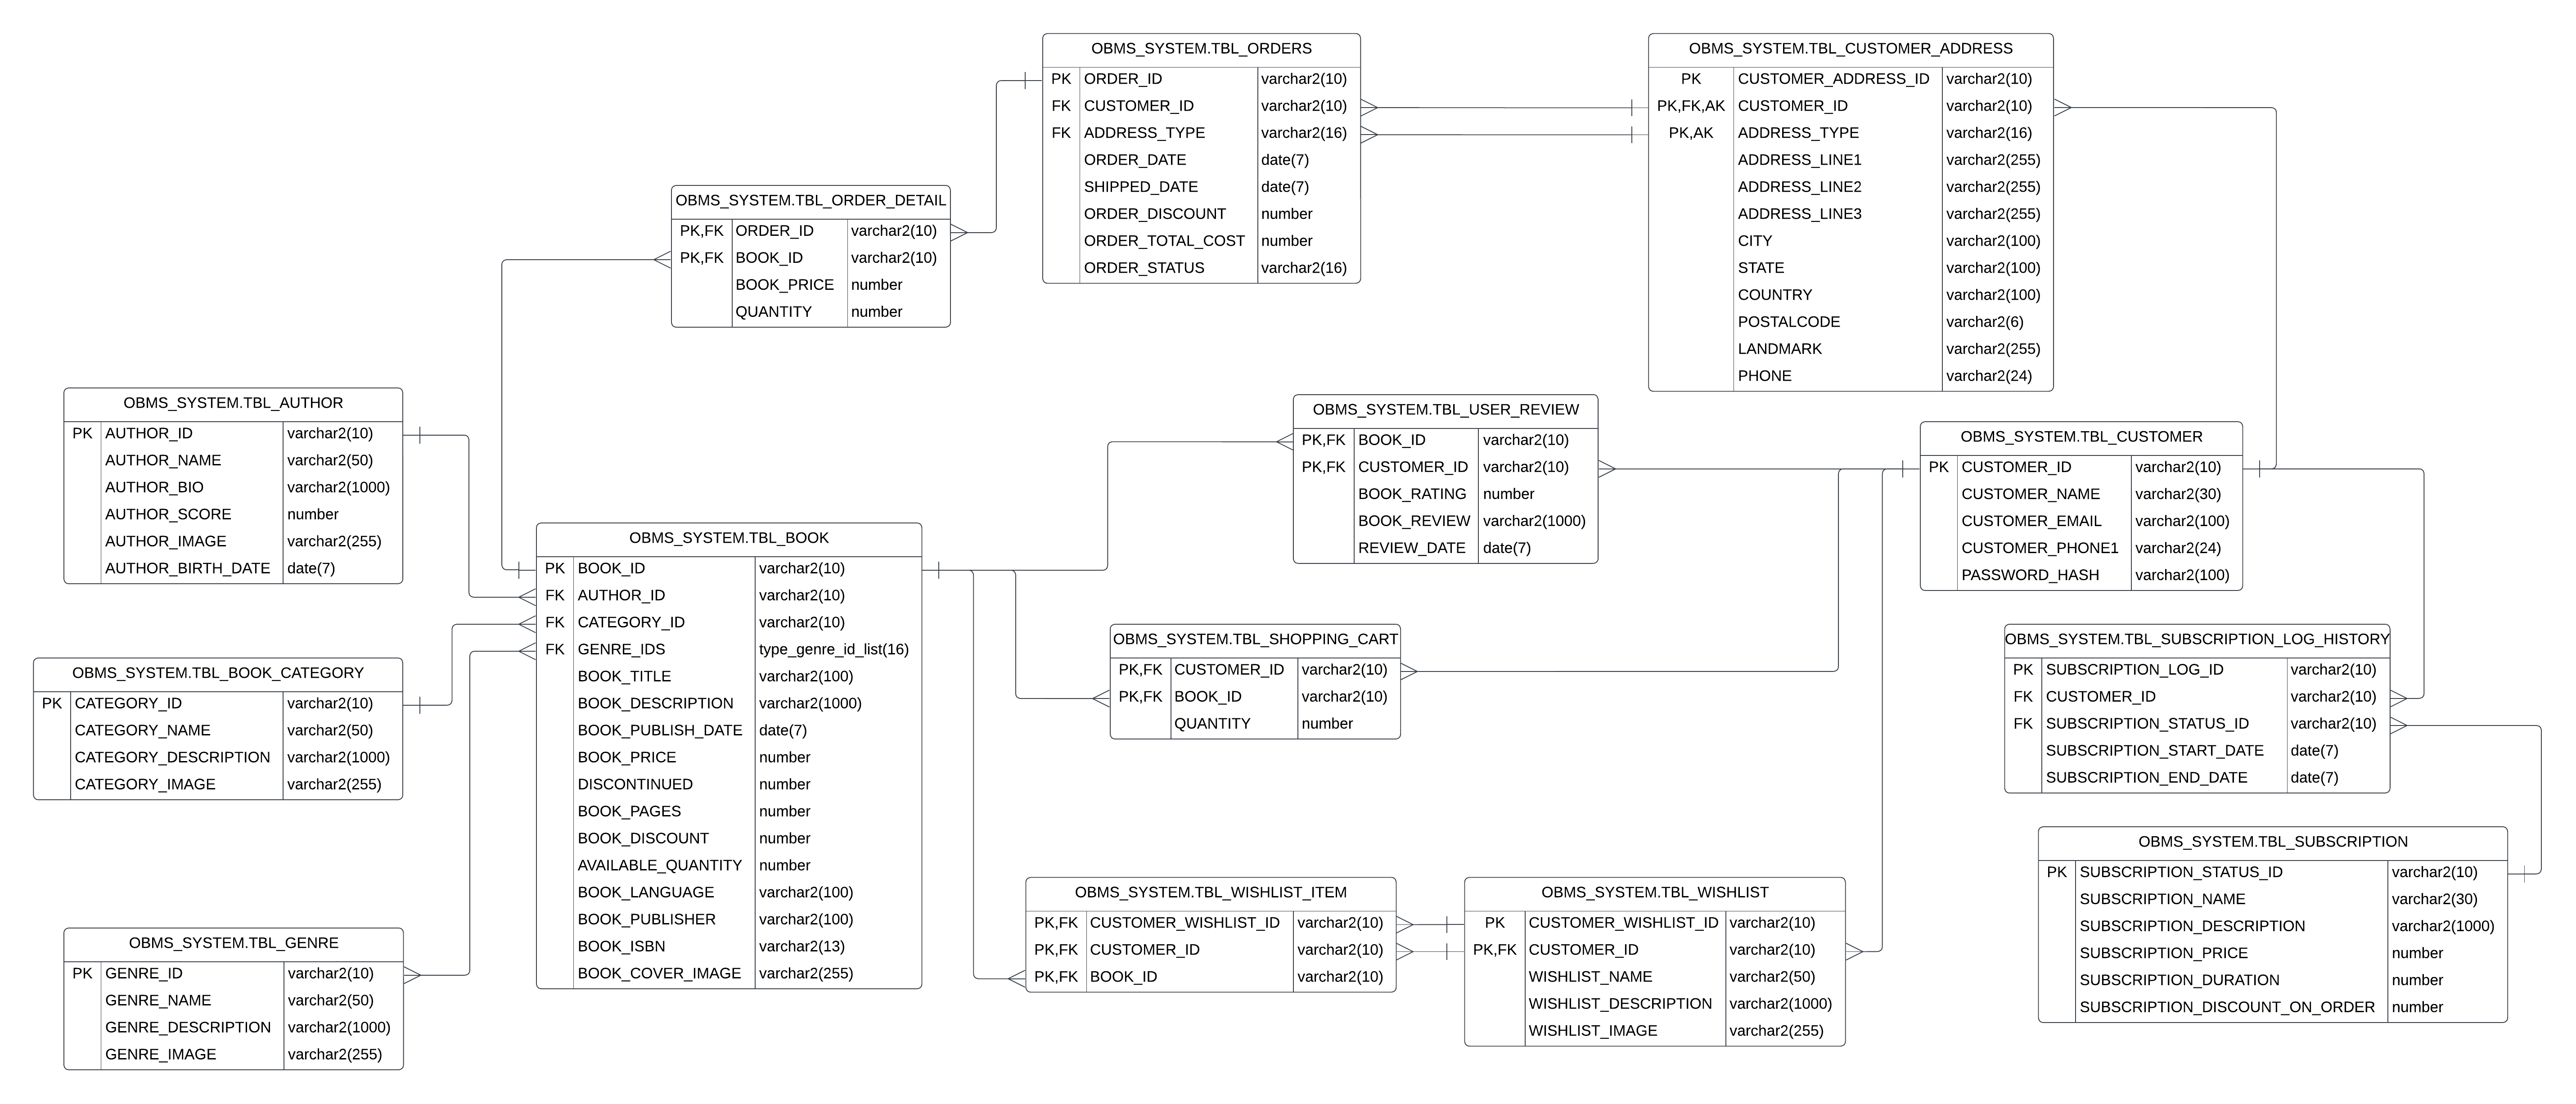 OBMS_SYSTEM.TBL_ORDERS
PK ORDER_ID varchar2(10)
FK CUSTOMER_ID varchar2(10)
FK ADDRESS_TYPE varchar2(16)
ORDER_DATE date(7)
SHIPPED_DATE date(7)
ORDER_DISCOUNT number
ORDER_TOTAL_COST number
ORDER_STATUS varchar2(16)
OBMS_SYSTEM.TBL_CUSTOMER_ADDRESS
PK CUSTOMER_ADDRESS_ID varchar2(10)
PK,FK,AK CUSTOMER_ID varchar2(10)
PK,AK ADDRESS_TYPE varchar2(16)
ADDRESS_LINE1 varchar2(255)
ADDRESS_LINE2 varchar2(255)
ADDRESS_LINE3 varchar2(255)
CITY varchar2(100)
STATE varchar2(100)
COUNTRY varchar2(100)
POSTALCODE varchar2(6)
LANDMARK varchar2(255)
PHONE varchar2(24)
OBMS_SYSTEM.TBL_ORDER_DETAIL
PK,FK ORDER_ID varchar2(10)
PK,FK BOOK_ID varchar2(10)
BOOK_PRICE number
QUANTITY number
OBMS_SYSTEM.TBL_AUTHOR
PK AUTHOR_ID varchar2(10)
AUTHOR_NAME varchar2(50)
AUTHOR_BIO varchar2(1000)
AUTHOR_SCORE number
AUTHOR_IMAGE varchar2(255)
AUTHOR_BIRTH_DATE date(7)
OBMS_SYSTEM.TBL_USER_REVIEW
PK,FK BOOK_ID varchar2(10)
PK,FK CUSTOMER_ID varchar2(10)
BOOK_RATING number
BOOK_REVIEW varchar2(1000)
REVIEW_DATE date(7)
OBMS_SYSTEM.TBL_CUSTOMER
PK CUSTOMER_ID varchar2(10)
CUSTOMER_NAME varchar2(30)
CUSTOMER_EMAIL varchar2(100)
CUSTOMER_PHONE1 varchar2(24)
PASSWORD_HASH varchar2(100)
OBMS_SYSTEM.TBL_BOOK
PK BOOK_ID varchar2(10)
FK AUTHOR_ID varchar2(10)
FK CATEGORY_ID varchar2(10)
FK GENRE_IDS type_genre_id_list(16)
BOOK_TITLE varchar2(100)
BOOK_DESCRIPTION varchar2(1000)
BOOK_PUBLISH_DATE date(7)
BOOK_PRICE number
DISCONTINUED number
BOOK_PAGES number
BOOK_DISCOUNT number
AVAILABLE_QUANTITY number
BOOK_LANGUAGE varchar2(100)
BOOK_PUBLISHER varchar2(100)
BOOK_ISBN varchar2(13)
BOOK_COVER_IMAGE varchar2(255)
OBMS_SYSTEM.TBL_SHOPPING_CART
PK,FK CUSTOMER_ID varchar2(10)
PK,FK BOOK_ID varchar2(10)
QUANTITY number
OBMS_SYSTEM.TBL_SUBSCRIPTION_LOG_HISTORY
PK SUBSCRIPTION_LOG_ID varchar2(10)
FK CUSTOMER_ID varchar2(10)
FK SUBSCRIPTION_STATUS_ID varchar2(10)
SUBSCRIPTION_START_DATE date(7)
SUBSCRIPTION_END_DATE date(7)
OBMS_SYSTEM.TBL_BOOK_CATEGORY
PK CATEGORY_ID varchar2(10)
CATEGORY_NAME varchar2(50)
CATEGORY_DESCRIPTION varchar2(1000)
CATEGORY_IMAGE varchar2(255)
OBMS_SYSTEM.TBL_SUBSCRIPTION
PK SUBSCRIPTION_STATUS_ID varchar2(10)
SUBSCRIPTION_NAME varchar2(30)
SUBSCRIPTION_DESCRIPTION varchar2(1000)
SUBSCRIPTION_PRICE number
SUBSCRIPTION_DURATION number
SUBSCRIPTION_DISCOUNT_ON_ORDER number
OBMS_SYSTEM.TBL_WISHLIST_ITEM
PK,FK CUSTOMER_WISHLIST_ID varchar2(10)
PK,FK CUSTOMER_ID varchar2(10)
PK,FK BOOK_ID varchar2(10)
OBMS_SYSTEM.TBL_WISHLIST
PK CUSTOMER_WISHLIST_ID varchar2(10)
PK,FK CUSTOMER_ID varchar2(10)
WISHLIST_NAME varchar2(50)
WISHLIST_DESCRIPTION varchar2(1000)
WISHLIST_IMAGE varchar2(255)
OBMS_SYSTEM.TBL_GENRE
PK GENRE_ID varchar2(10)
GENRE_NAME varchar2(50)
GENRE_DESCRIPTION varchar2(1000)
GENRE_IMAGE varchar2(255)